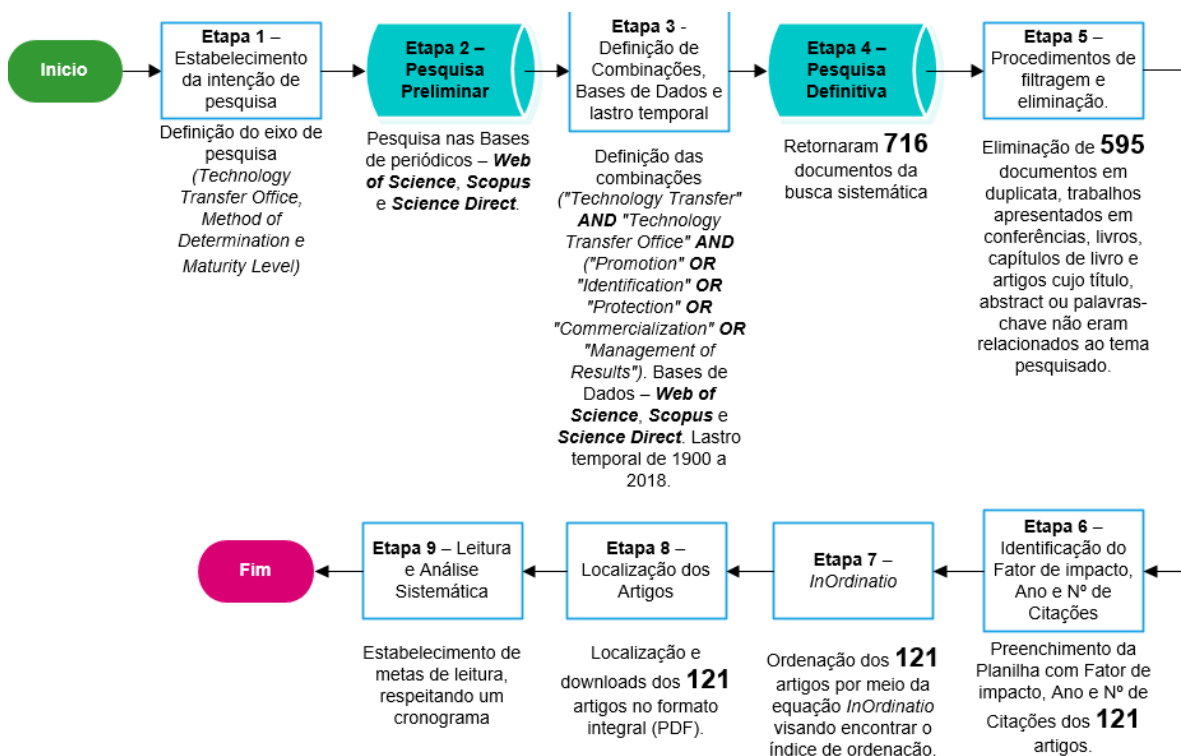 Inicio
Etapa 1 –
Estabelecimento
da intenção de
pesquisa
Definição do eixo de
pesquisa
(Technology
Transfer Office,
Method of
Determination e
Maturity Level)
Etapa 2 –
Pesquisa
Preliminar
Pesquisa nas Bases
de periódicos – Web
of Science, Scopus
e Science Direct.
Etapa 3 -
Definição de
Combinações,
Bases de Dados e
lastro temporal
Definição das
combinações
("Technology Transfer"
AND "Technology
Transfer Office" AND
("Promotion" OR
"Identification" OR
"Protection" OR
"Commercialization" OR
"Management of
Results"). Bases de
Dados – Web of
Science, Scopus e
Science Direct. Lastro
temporal de 1900 a
2018.
Etapa 4 –
Pesquisa
Definitiva
Retornaram 716
documentos da
busca sistemática
Etapa 5 –
Procedimentos de
filtragem e
eliminação.
Eliminação de 595
documentos em
duplicata, trabalhos
apresentados em
conferências, livros,
capítulos de livro e
artigos cujo título,
abstract ou palavras-
chave não eram
relacionados ao tema
pesquisado.
Etapa 6 –
Identificação do
Fator de impacto,
Ano e Nº de
Citações
Preenchimento da
Planilha com Fator de
impacto, Ano e Nº de
Citações dos 121
artigos.
Etapa 7 –
InOrdinatio
Ordenação dos 121
artigos por meio da
equação InOrdinatio
visando encontrar o
índice de ordenação.
Etapa 8 –
Localização dos
Artigos
Localização e
downloads dos 121
artigos no formato
integral (PDF).
Etapa 9 – Leitura
e Análise
Sistemática
Estabelecimento de
metas de leitura,
respeitando um
cronograma
Fim